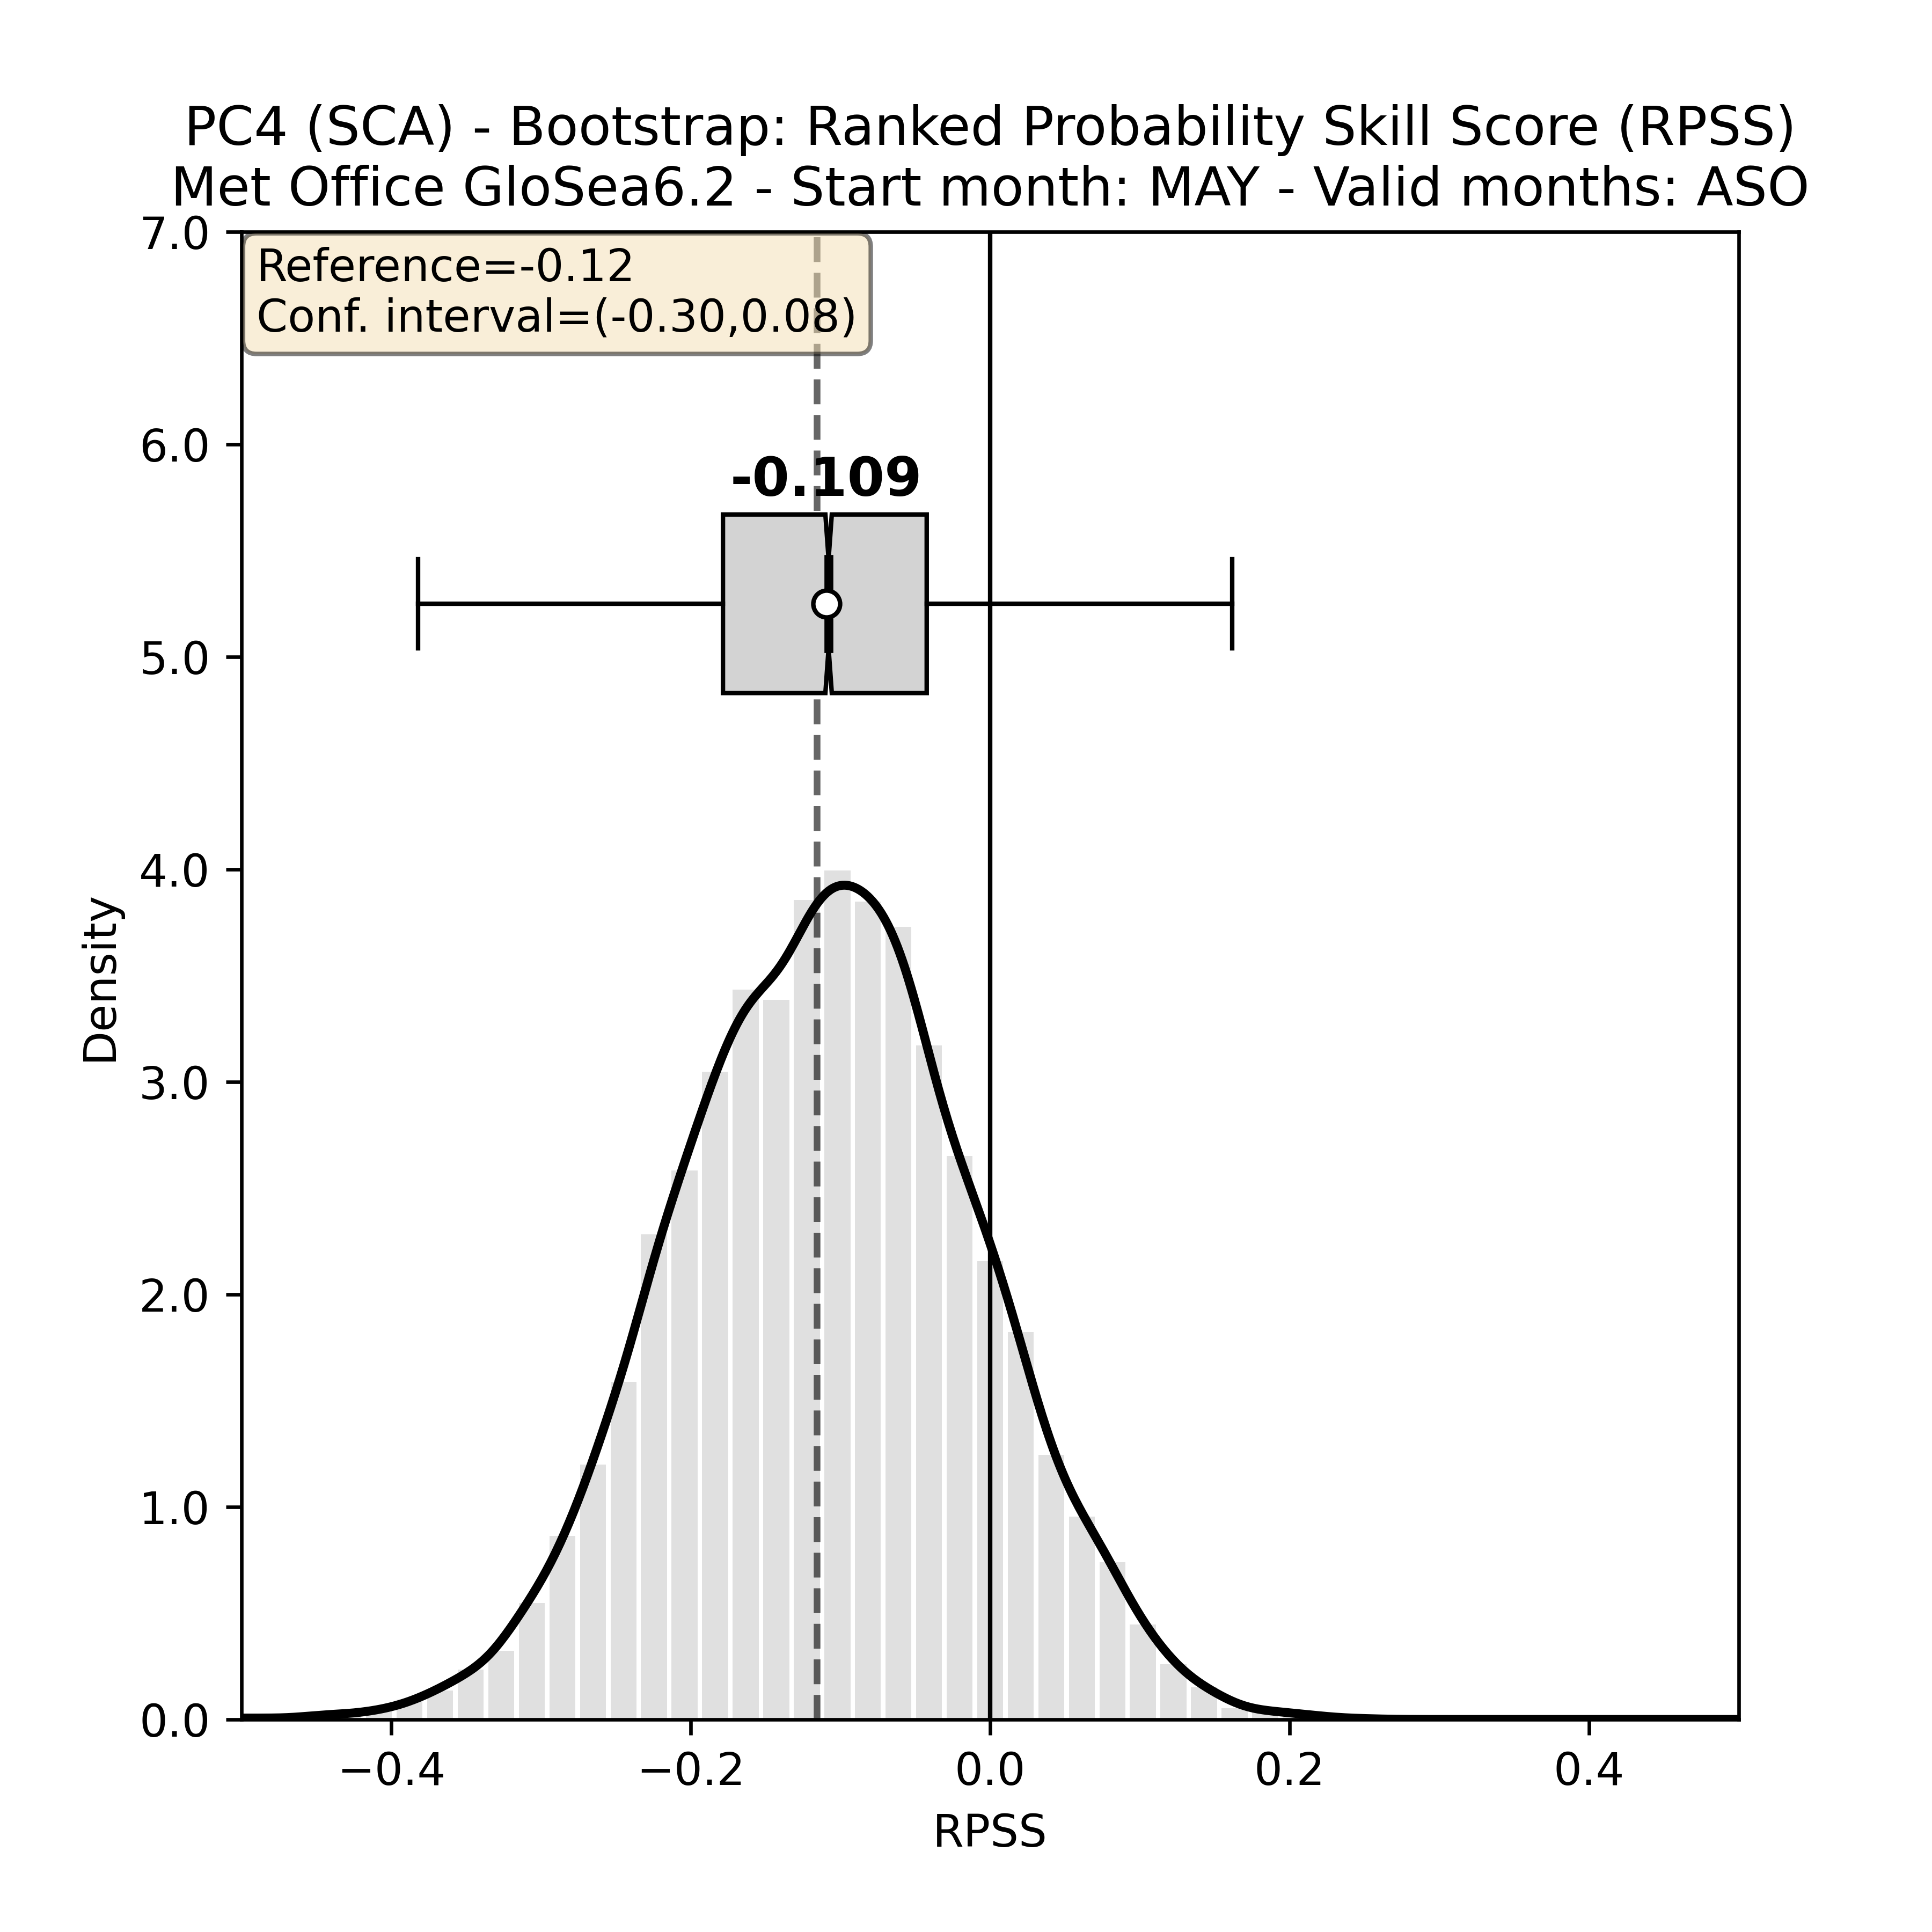 PC4 (SCA) - Bootstrap: Ranked Probability Skill Score (RPSS)
Met Office GloSea6.2 - Start month: MAY - Valid months: ASO
Reference=-0.12
Conf. interval=(-0.30,0.08)
-0.109
7.0
6.0
5.0
4.0
3.0
2.0
1.0
0.0
Density
−0.4
−0.2
0.0
0.2
0.4
RPSS